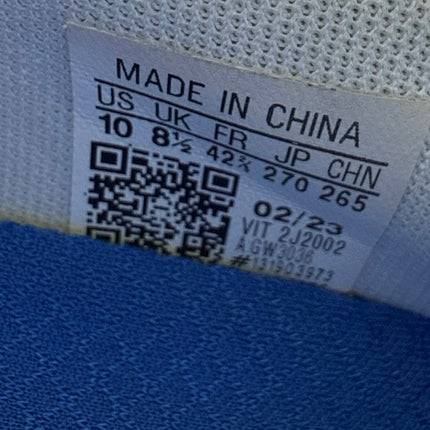 MADE IN CHINA
US UK FR JP CHN
10 8½ 42⅔ 270 265
02/23
VIT 2J2002
AGW3036
#131903973